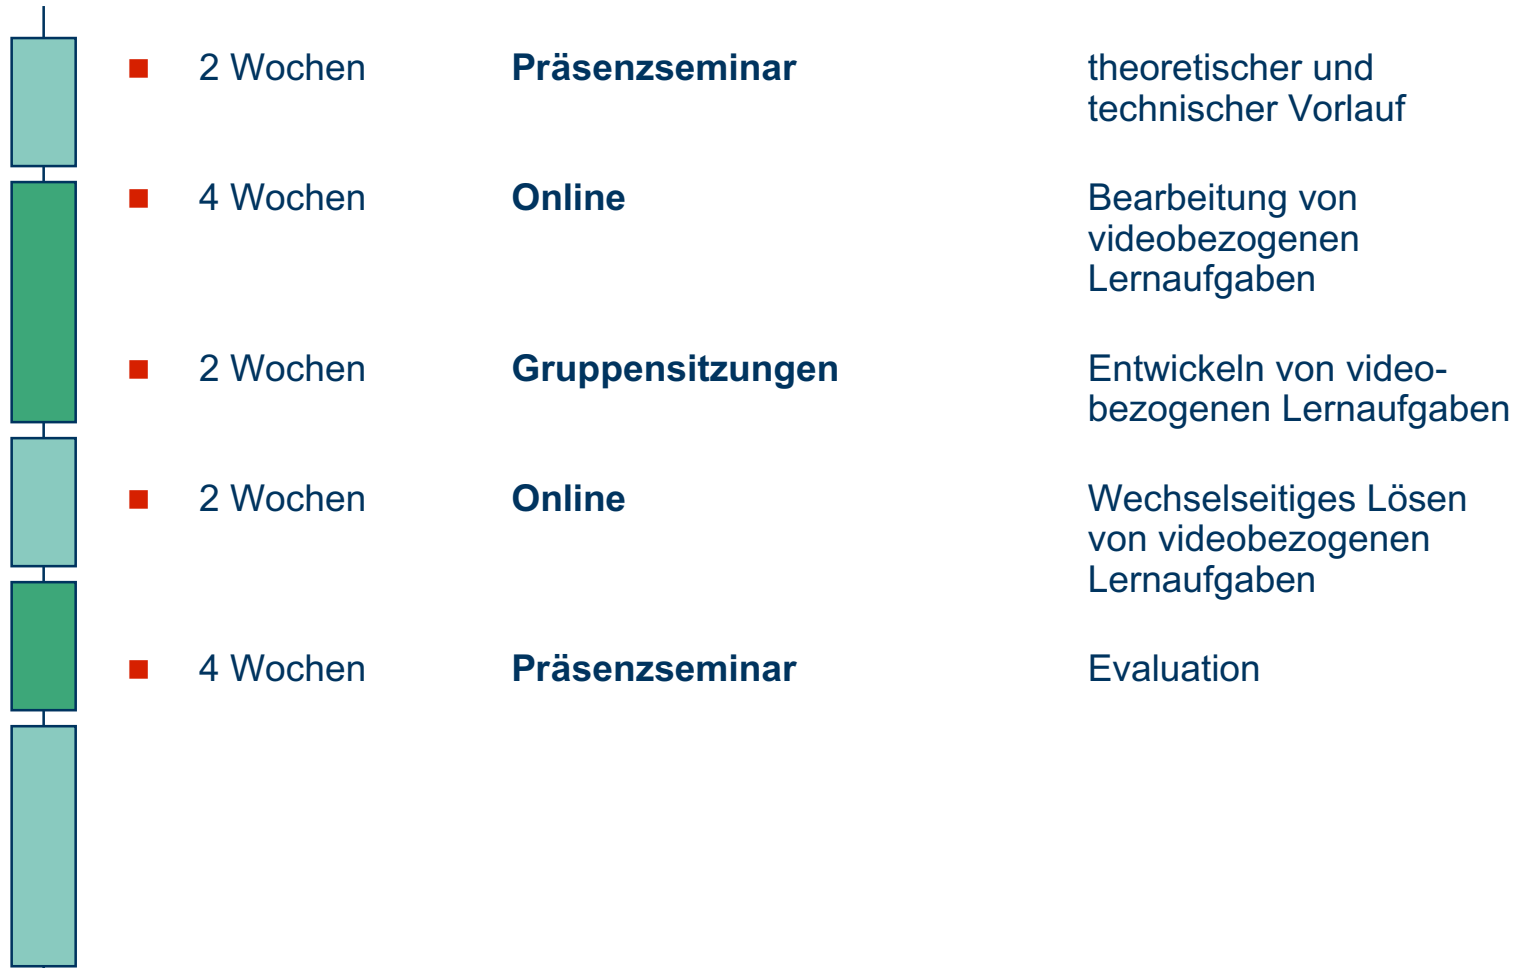 2 Wochen Präsenzseminar theoretischer und
technischer Vorlauf
4 Wochen Online Bearbeitung von
videobezogenen
Lernaufgaben
2 Wochen Gruppensitzungen Entwickeln von video-
bezogenen Lernaufgaben
2 Wochen Online Wechselseitiges Lösen
von videobezogenen
Lernaufgaben
4 Wochen Präsenzseminar Evaluation